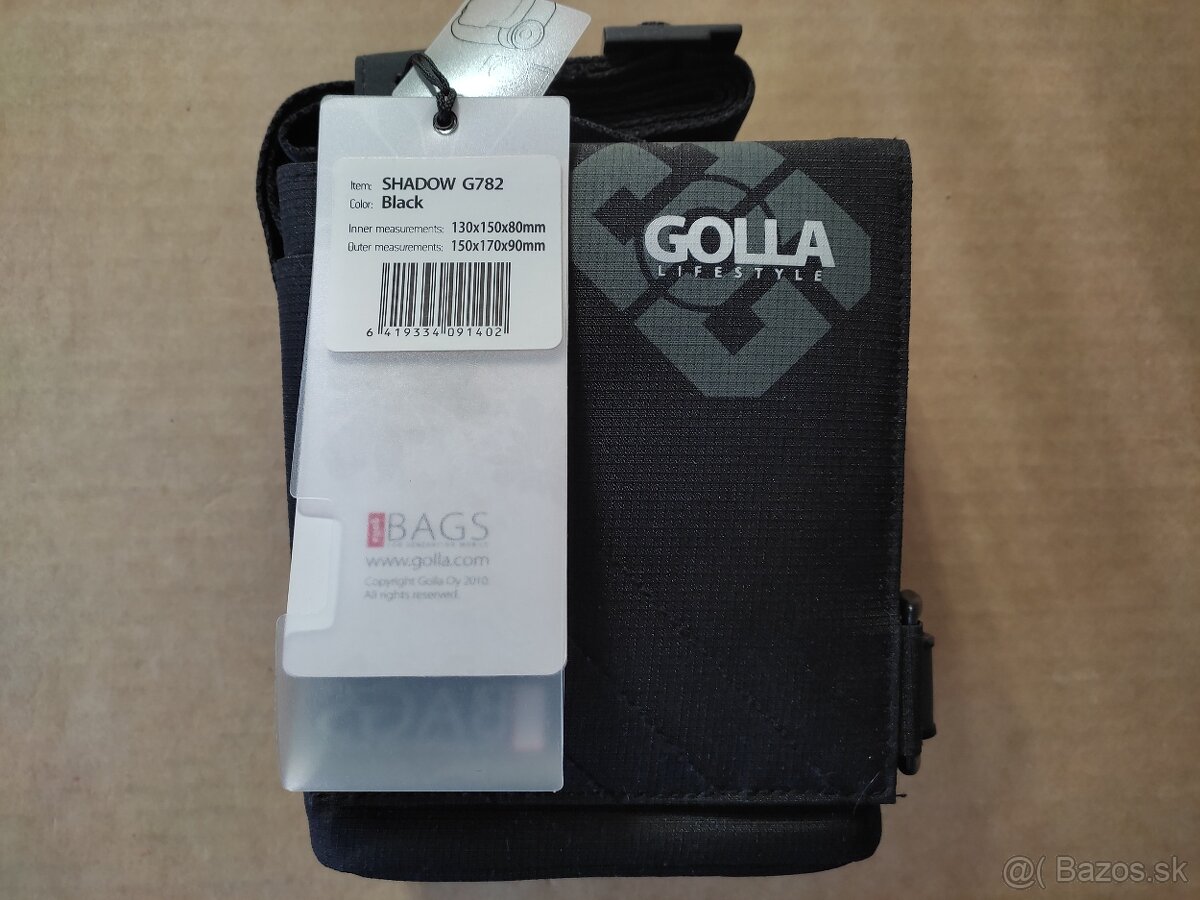 Item: SHADOW G782
Color: Black
Inner measurements: 130x150x80mm
Outer measurements: 150x170x90mm
6 419334 091402
GOLLA
LIFESTYLE
BAGS
www.golla.com
Copyright Golla Oy 2010.
All rights reserved.
@( Bazos.sk